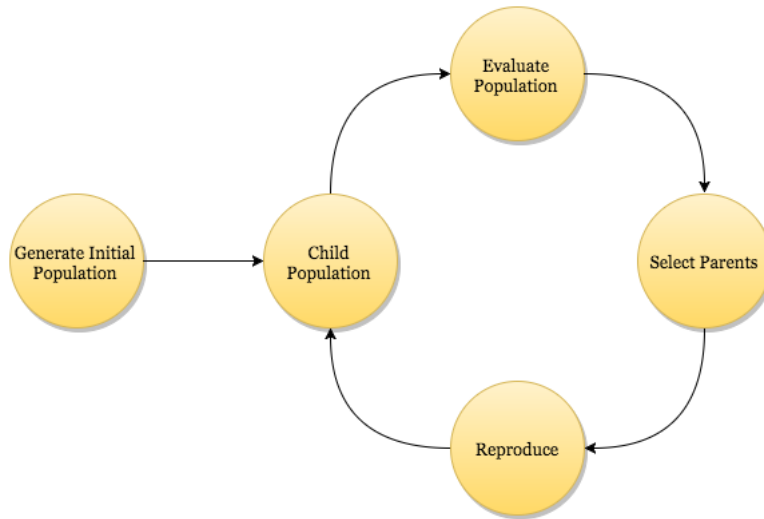 Evaluate
Population
Generate Initial
Population
Child
Population
Select Parents
Reproduce